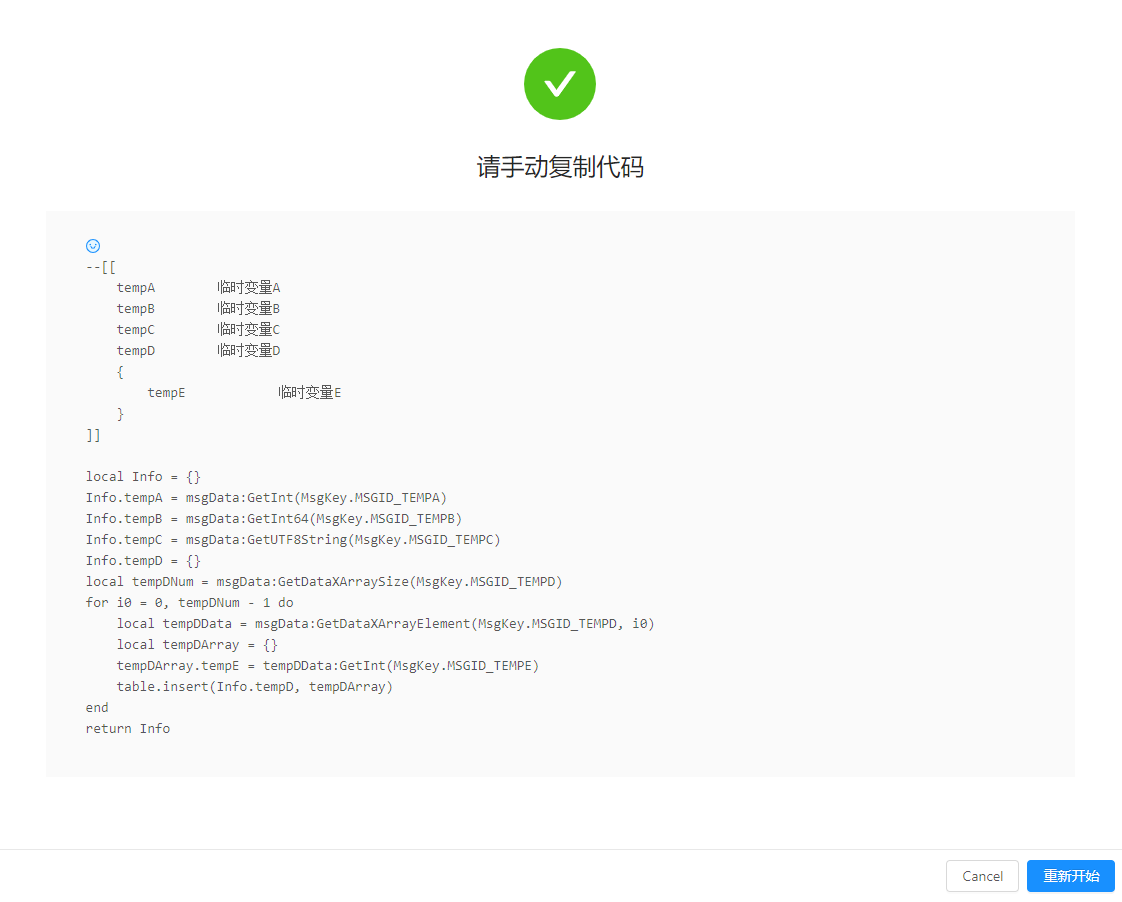 请手动复制代码
--[[
    tempA        临时变量A
    tempB        临时变量B
    tempC        临时变量C
    tempD        临时变量D
    {
        tempE            临时变量E
    }
]]
local Info = {}
Info.tempA = msgData:GetInt(MsgKey.MSGID_TEMPA)
Info.tempB = msgData:GetInt64(MsgKey.MSGID_TEMPB)
Info.tempC = msgData:GetUTF8String(MsgKey.MSGID_TEMPC)
Info.tempD = {}
local tempDNum = msgData:GetDataXArraySize(MsgKey.MSGID_TEMPD)
for i0 = 0, tempDNum - 1 do
    local tempDData = msgData:GetDataXArrayElement(MsgKey.MSGID_TEMPD, i0)
    local tempDArray = {}
    tempDArray.tempE = tempDData:GetInt(MsgKey.MSGID_TEMPE)
    table.insert(Info.tempD, tempDArray)
end
return Info
Cancel
重新开始